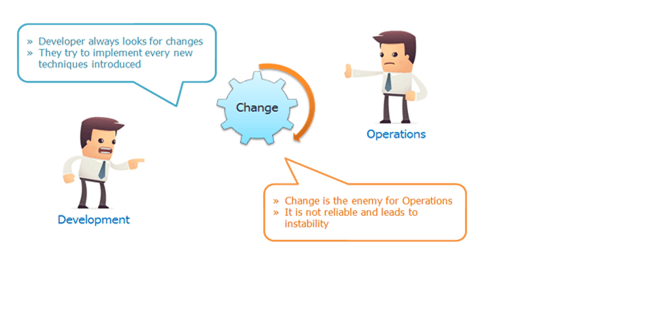 » Developer always looks for changes
» They try to implement every new
techniques introduced
Change
Operations
Development
» Change is the enemy for Operations
» It is not reliable and leads to
instability